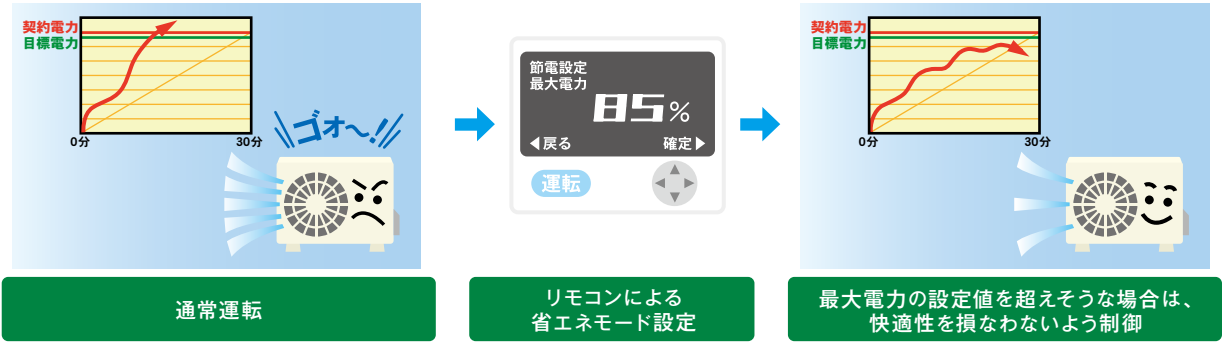 契約電力
目標電力
0分
30分
ゴオ～!
通常運転
節電設定
最大電力
85%
◀戻る
確定▶
運転
リモコンによる
省エネモード設定
契約電力
目標電力
0分
30分
最大電力の設定値を超えそうな場合は、
快適性を損なわないよう制御